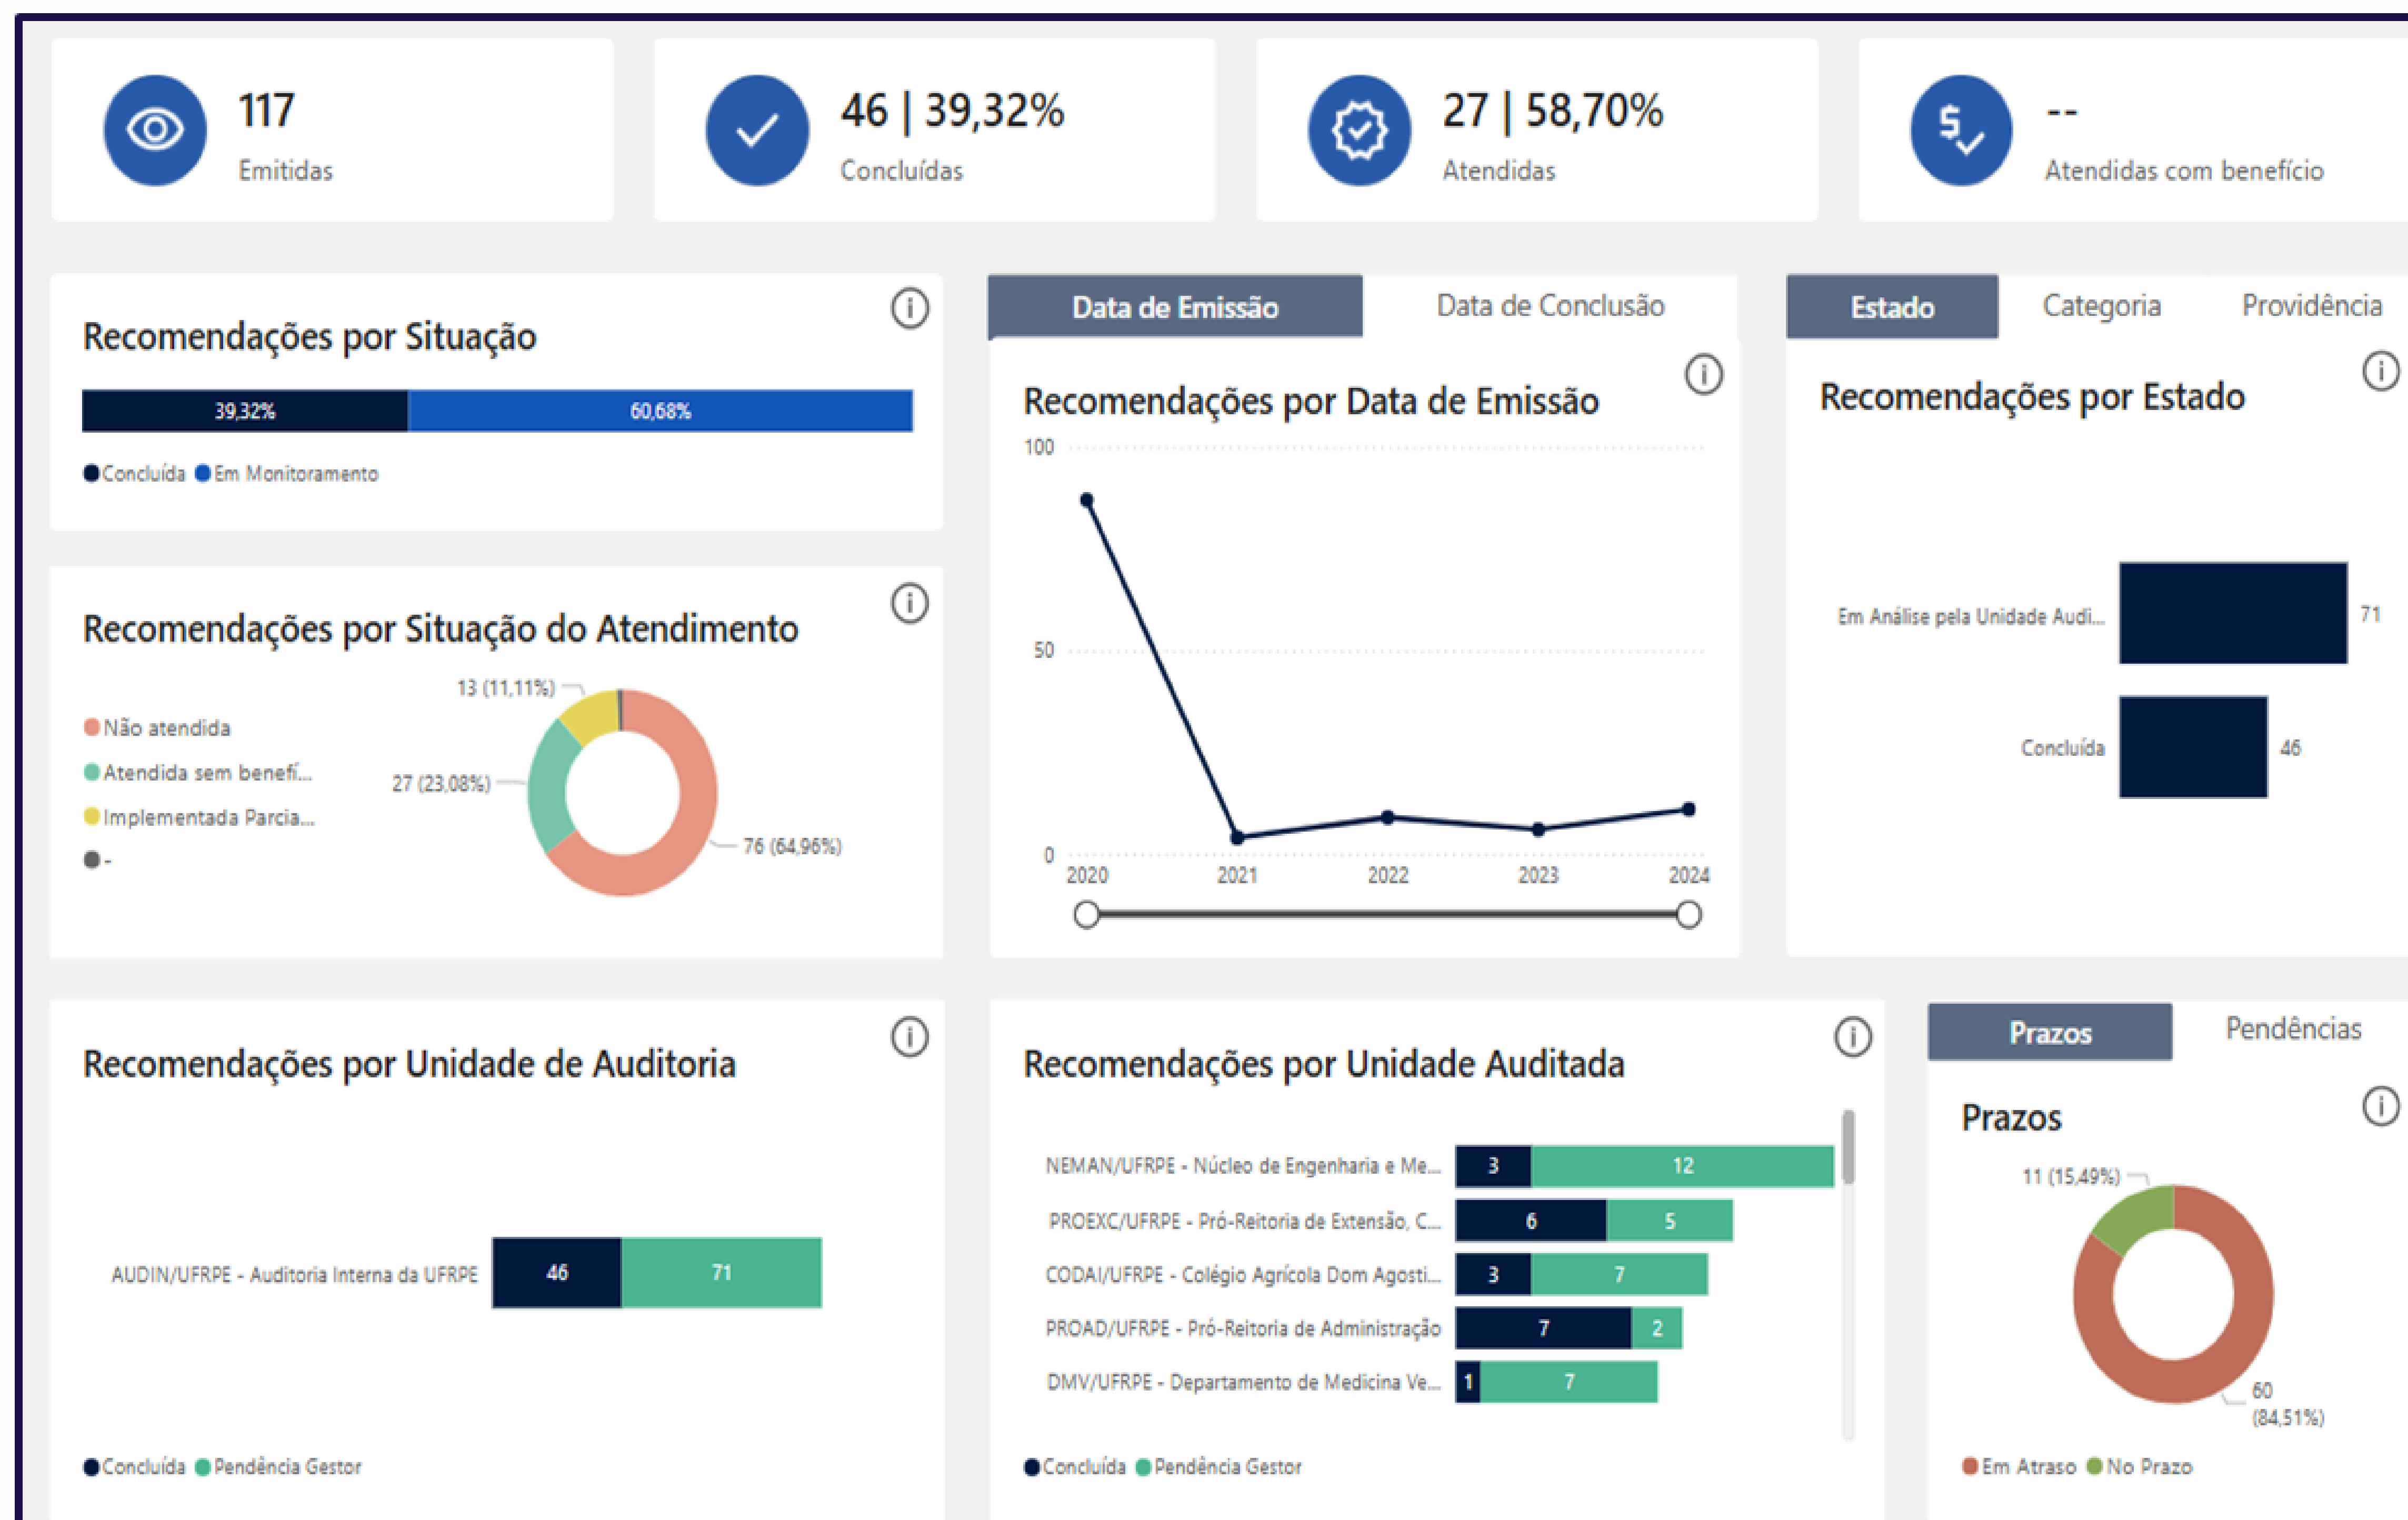 117
Emitidas
46 | 39,32%
Concluídas
27 | 58,70%
Atendidas
--
Atendidas com benefício
Recomendações por Situação
39,32%
60,68%
Concluída Em Monitoramento
Recomendações por Situação do Atendimento
Não atendida
Atendida sem benefí...
Implementada Parcia...
-
13 (11,11%)
27 (23,08%)
76 (64,96%)
Data de Emissão
Data de Conclusão
Recomendações por Data de Emissão
100
50
0
2020 2021 2022 2023 2024
Estado
Categoria
Providência
Recomendações por Estado
Em Análise pela Unidade Audi... 71
Concluída 46
Recomendações por Unidade de Auditoria
AUDIN/UFRPE - Auditoria Interna da UFRPE 46 71
Concluída Pendência Gestor
Recomendações por Unidade Auditada
NEMAN/UFRPE - Núcleo de Engenharia e Me... 3 12
PROEXC/UFRPE - Pró-Reitoria de Extensão, C... 6 5
CODAI/UFRPE - Colégio Agrícola Dom Agosti... 3 7
PROAD/UFRPE - Pró-Reitoria de Administração 7 2
DMV/UFRPE - Departamento de Medicina Ve... 1 7
Concluída Pendência Gestor
Prazos
Pendências
Prazos
11 (15,49%)
60
(84,51%)
Em Atraso No Prazo